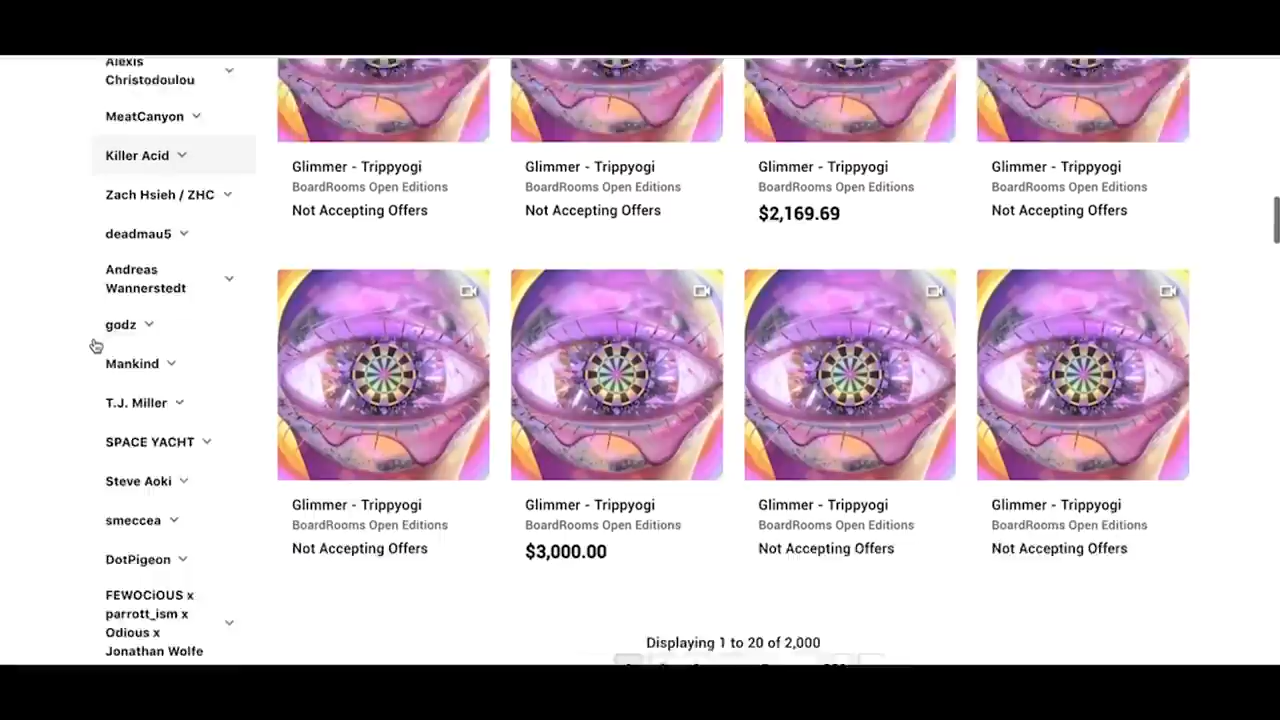 Alexis
Christodoulou
MeatCanyon
Killer Acid
Zach Hsieh / ZHC
deadmau5
Andreas
Wannerstedt
godz
Mankind
T.J. Miller
SPACE YACHT
Steve Aoki
smeccea
DotPigeon
FEWOCiOUS x
parrott_ism x
Odious x
Jonathan Wolfe
Glimmer - Trippyogi
BoardRooms Open Editions
Not Accepting Offers
Glimmer - Trippyogi
BoardRooms Open Editions
Not Accepting Offers
Glimmer - Trippyogi
BoardRooms Open Editions
$2,169.69
Glimmer - Trippyogi
BoardRooms Open Editions
Not Accepting Offers
Glimmer - Trippyogi
BoardRooms Open Editions
Not Accepting Offers
Glimmer - Trippyogi
BoardRooms Open Editions
$3,000.00
Glimmer - Trippyogi
BoardRooms Open Editions
Not Accepting Offers
Glimmer - Trippyogi
BoardRooms Open Editions
Not Accepting Offers
Displaying 1 to 20 of 2,000